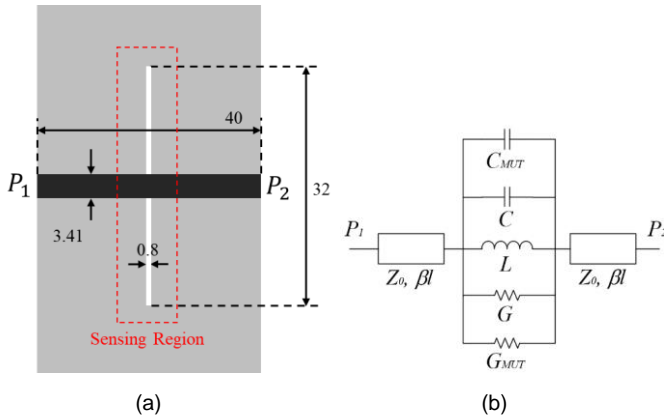 40
P1
P2
3.41
0.8
32
Sensing Region
(a)
CMUT
C
P1
P2
L
Z0, βl
Z0, βl
G
GMUT
(b)